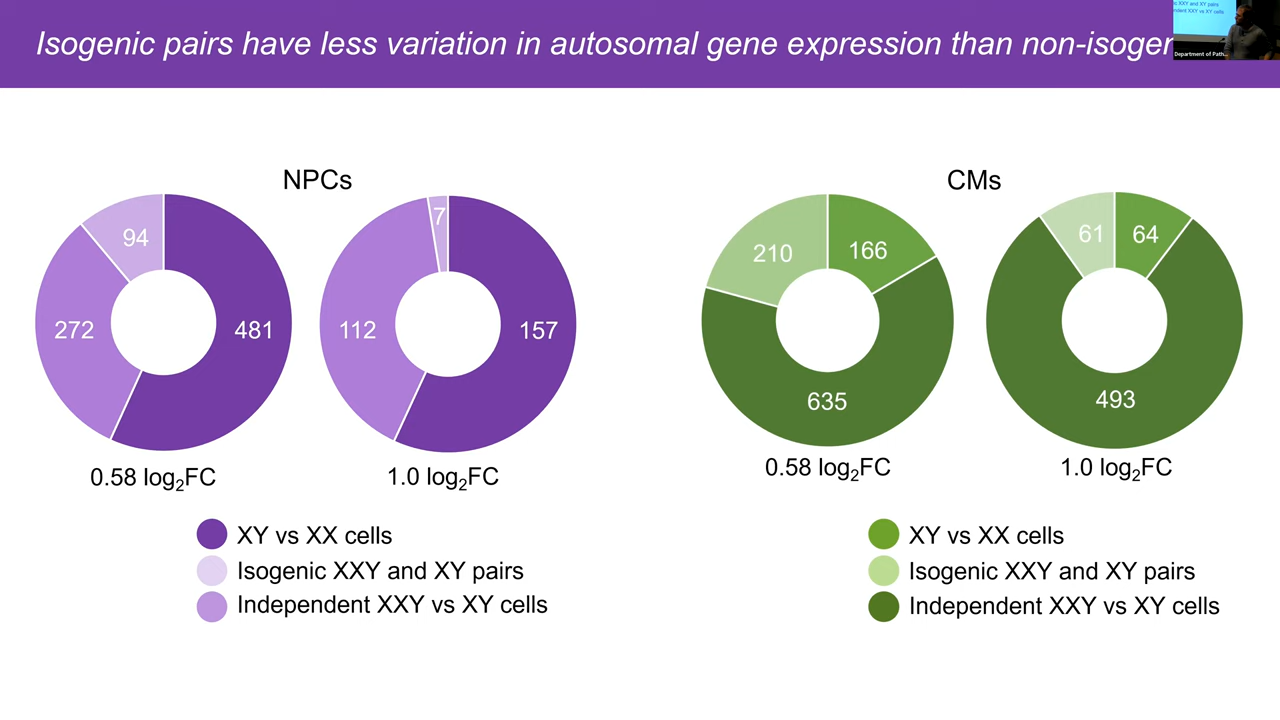 Isogenic pairs have less variation in autosomal gene expression than
Department of Path...
NPCs
94
272
481
0.58 log₂FC
7
112
157
1.0 log₂FC
XY vs XX cells
Isogenic XXY and XY pairs
Independent XXY vs XY cells
CMs
210
166
635
0.58 log₂FC
61
64
493
1.0 log₂FC
XY vs XX cells
Isogenic XXY and XY pairs
Independent XXY vs XY cells